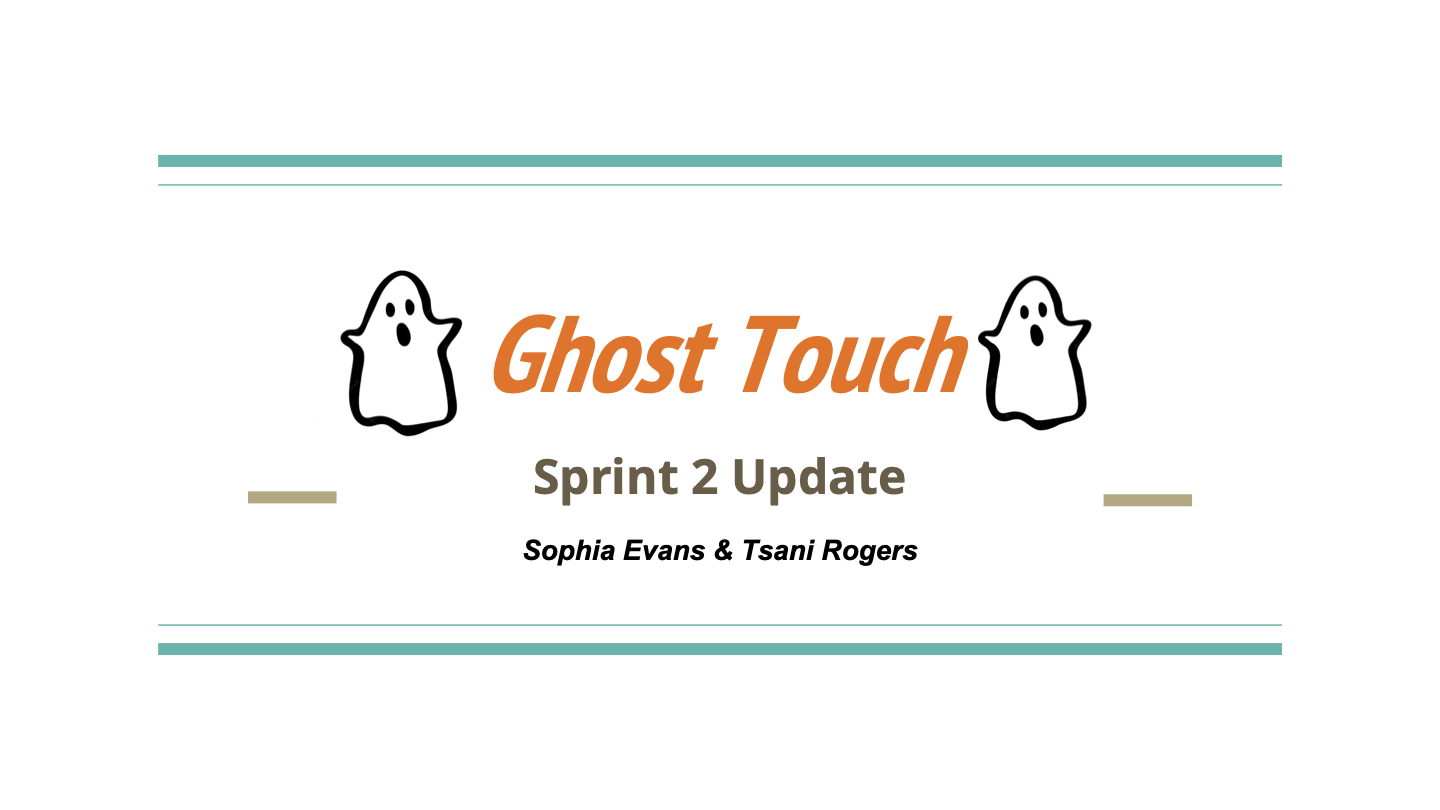 Ghost Touch
Sprint 2 Update
Sophia Evans & Tsani Rogers